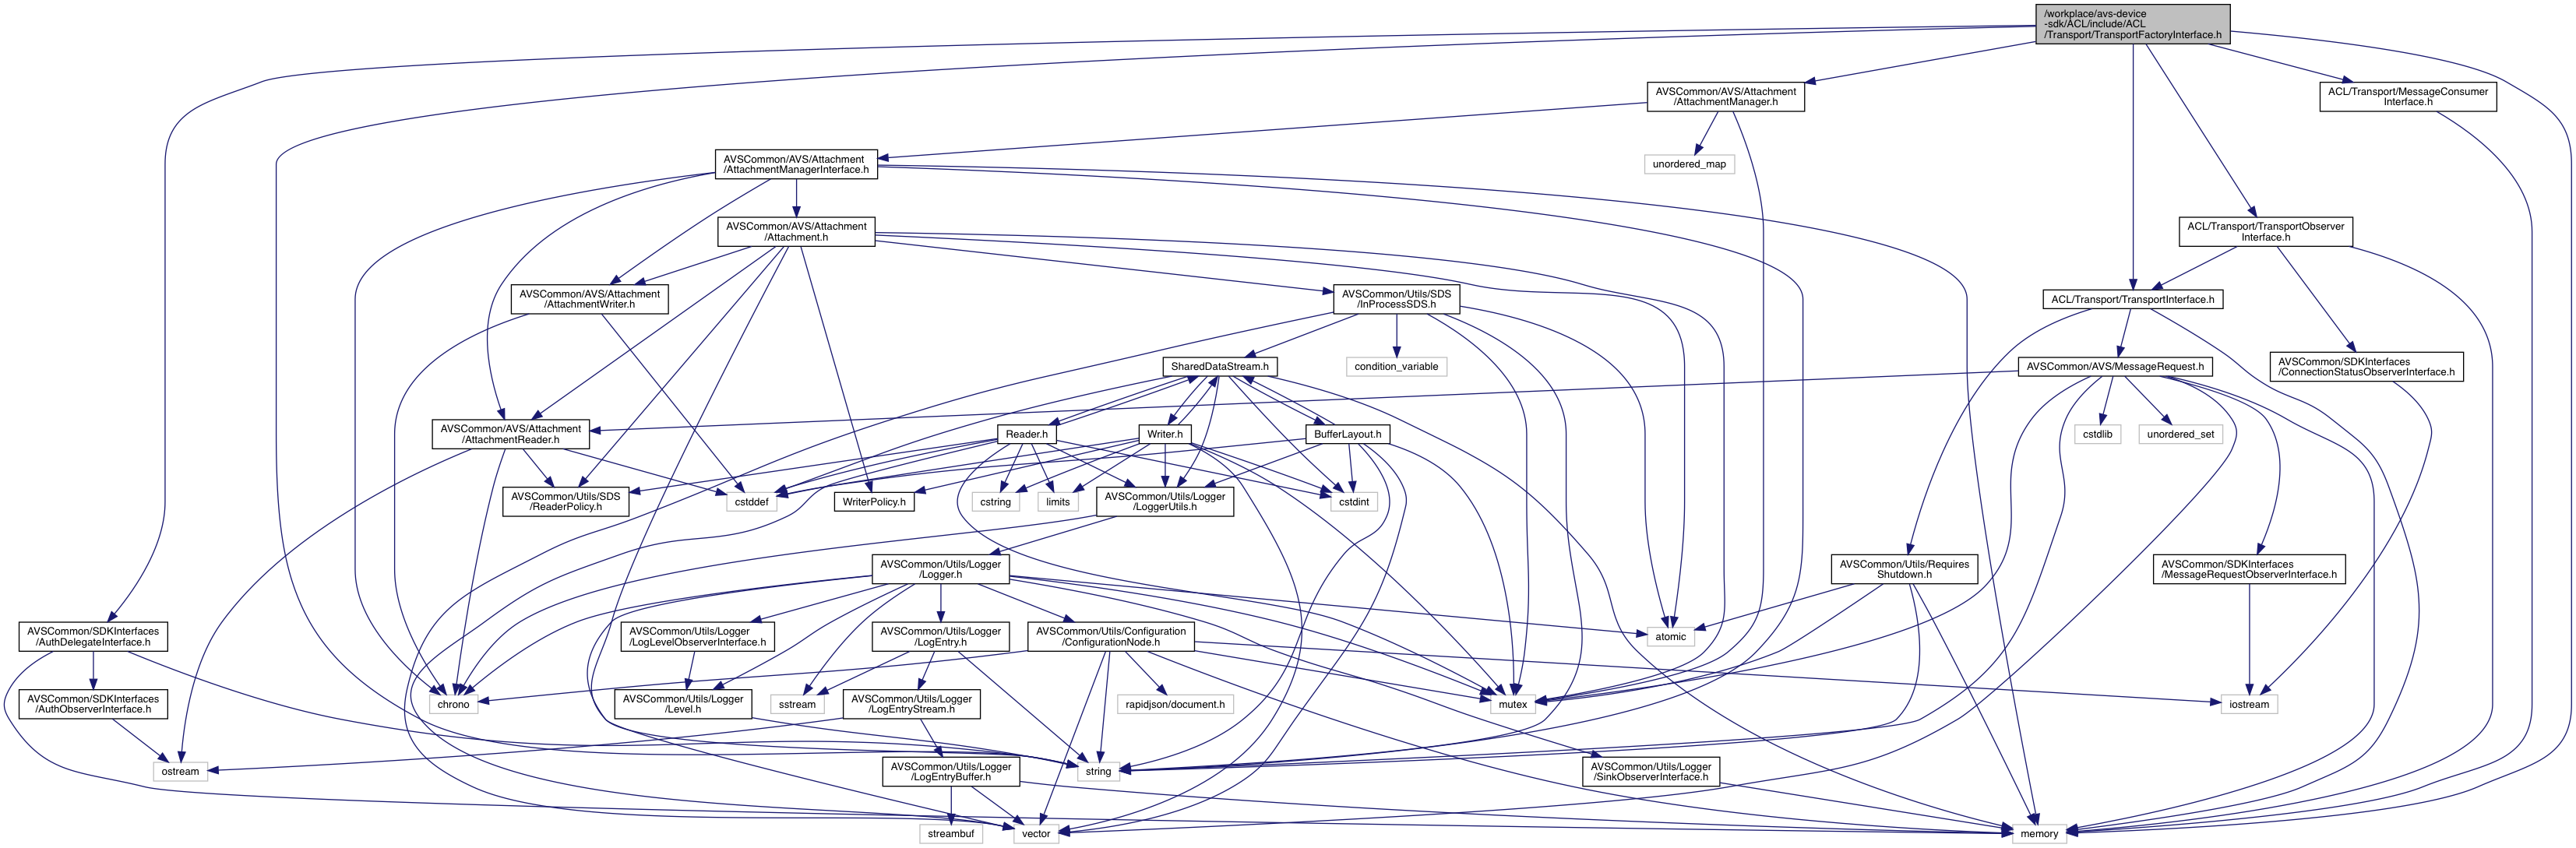 /workplace/avs-device
-sdk/ACL/include/ACL
/Transport/TransportFactoryInterface.h
AVSCommon/AVS/Attachment
/AttachmentManager.h
ACL/Transport/MessageConsumer
Interface.h
AVSCommon/AVS/Attachment
/AttachmentManagerInterface.h
unordered_map
AVSCommon/AVS/Attachment
/Attachment.h
ACL/Transport/TransportObserver
Interface.h
AVSCommon/AVS/Attachment
/AttachmentWriter.h
AVSCommon/Utils/SDS
/InProcessSDS.h
ACL/Transport/TransportInterface.h
SharedDataStream.h
condition_variable
AVSCommon/AVS/MessageRequest.h
AVSCommon/SDKInterfaces
/ConnectionStatusObserverInterface.h
AVSCommon/AVS/Attachment
/AttachmentReader.h
Reader.h
Writer.h
BufferLayout.h
cstdlib
unordered_set
AVSCommon/Utils/SDS
/ReaderPolicy.h
cstddef
WriterPolicy.h
cstring
limits
AVSCommon/Utils/Logger
/LoggerUtils.h
cstdint
AVSCommon/Utils/Logger
/Logger.h
AVSCommon/Utils/Requires
Shutdown.h
AVSCommon/SDKInterfaces
/MessageRequestObserverInterface.h
AVSCommon/SDKInterfaces
/AuthDelegateInterface.h
AVSCommon/Utils/Logger
/LogLevelObserverInterface.h
AVSCommon/Utils/Logger
/LogEntry.h
AVSCommon/Utils/Configuration
/ConfigurationNode.h
atomic
AVSCommon/SDKInterfaces
/AuthObserverInterface.h
chrono
AVSCommon/Utils/Logger
/Level.h
sstream
AVSCommon/Utils/Logger
/LogEntryStream.h
rapidjson/document.h
mutex
iostream
ostream
AVSCommon/Utils/Logger
/LogEntryBuffer.h
string
AVSCommon/Utils/Logger
/SinkObserverInterface.h
streambuf
vector
memory